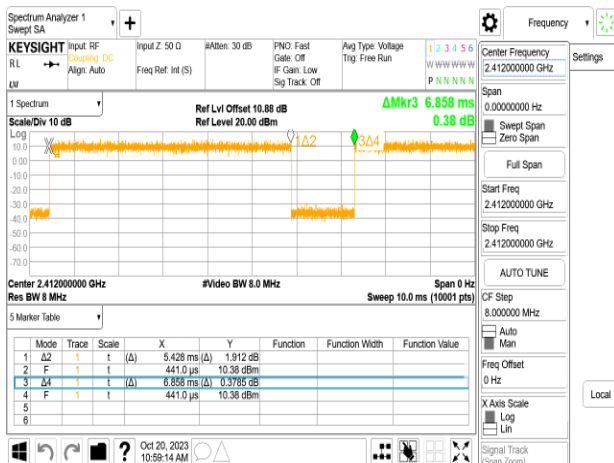 Spectrum Analyzer 1
Swept SA
Frequency
Settings
KEYSIGHT
RL
Input: RF
Coupling: DC
Align: Auto
Input Z: 50 Ω
Freq Ref: Int (S)
#Atten: 30 dB
PNO: Fast
Gate: Off
IF Gain: Low
Sig Track: Off
Avg Type: Voltage
Trig: Free Run
1 2 3 4 5 6
W W W W W W
P N N N N N
1 Spectrum
Scale/Div 10 dB
Ref Lvl Offset 10.88 dB
Ref Level 20.00 dBm
ΔMkr3 6.858 ms
0.38 dB
Log
10.0
0.00
-10.0
-20.0
-30.0
-40.0
-50.0
-60.0
-70.0
1Δ2
3Δ4
Center 2.412000000 GHz
Res BW 8 MHz
#Video BW 8.0 MHz
Span 0 Hz
Sweep 10.0 ms (10001 pts)
5 Marker Table
Mode Trace Scale X Y Function Function Width Function Value
1 Δ2 1 t (Δ) 5.428 ms (Δ) 1.912 dB
2 F 1 t 441.0 µs 10.38 dBm
3 Δ4 1 t (Δ) 6.858 ms (Δ) 0.3785 dB
4 F 1 t 441.0 µs 10.38 dBm
5
6
Oct 20, 2023
10:59:14 AM
Center Frequency
2.412000000 GHz
Span
0.00000000 Hz
Swept Span
Zero Span
Full Span
Start Freq
2.412000000 GHz
Stop Freq
2.412000000 GHz
AUTO TUNE
CF Step
8.000000 MHz
Auto
Man
Freq Offset
0 Hz
X Axis Scale
Log
Lin
Signal Track
(Span Zoom)
Local